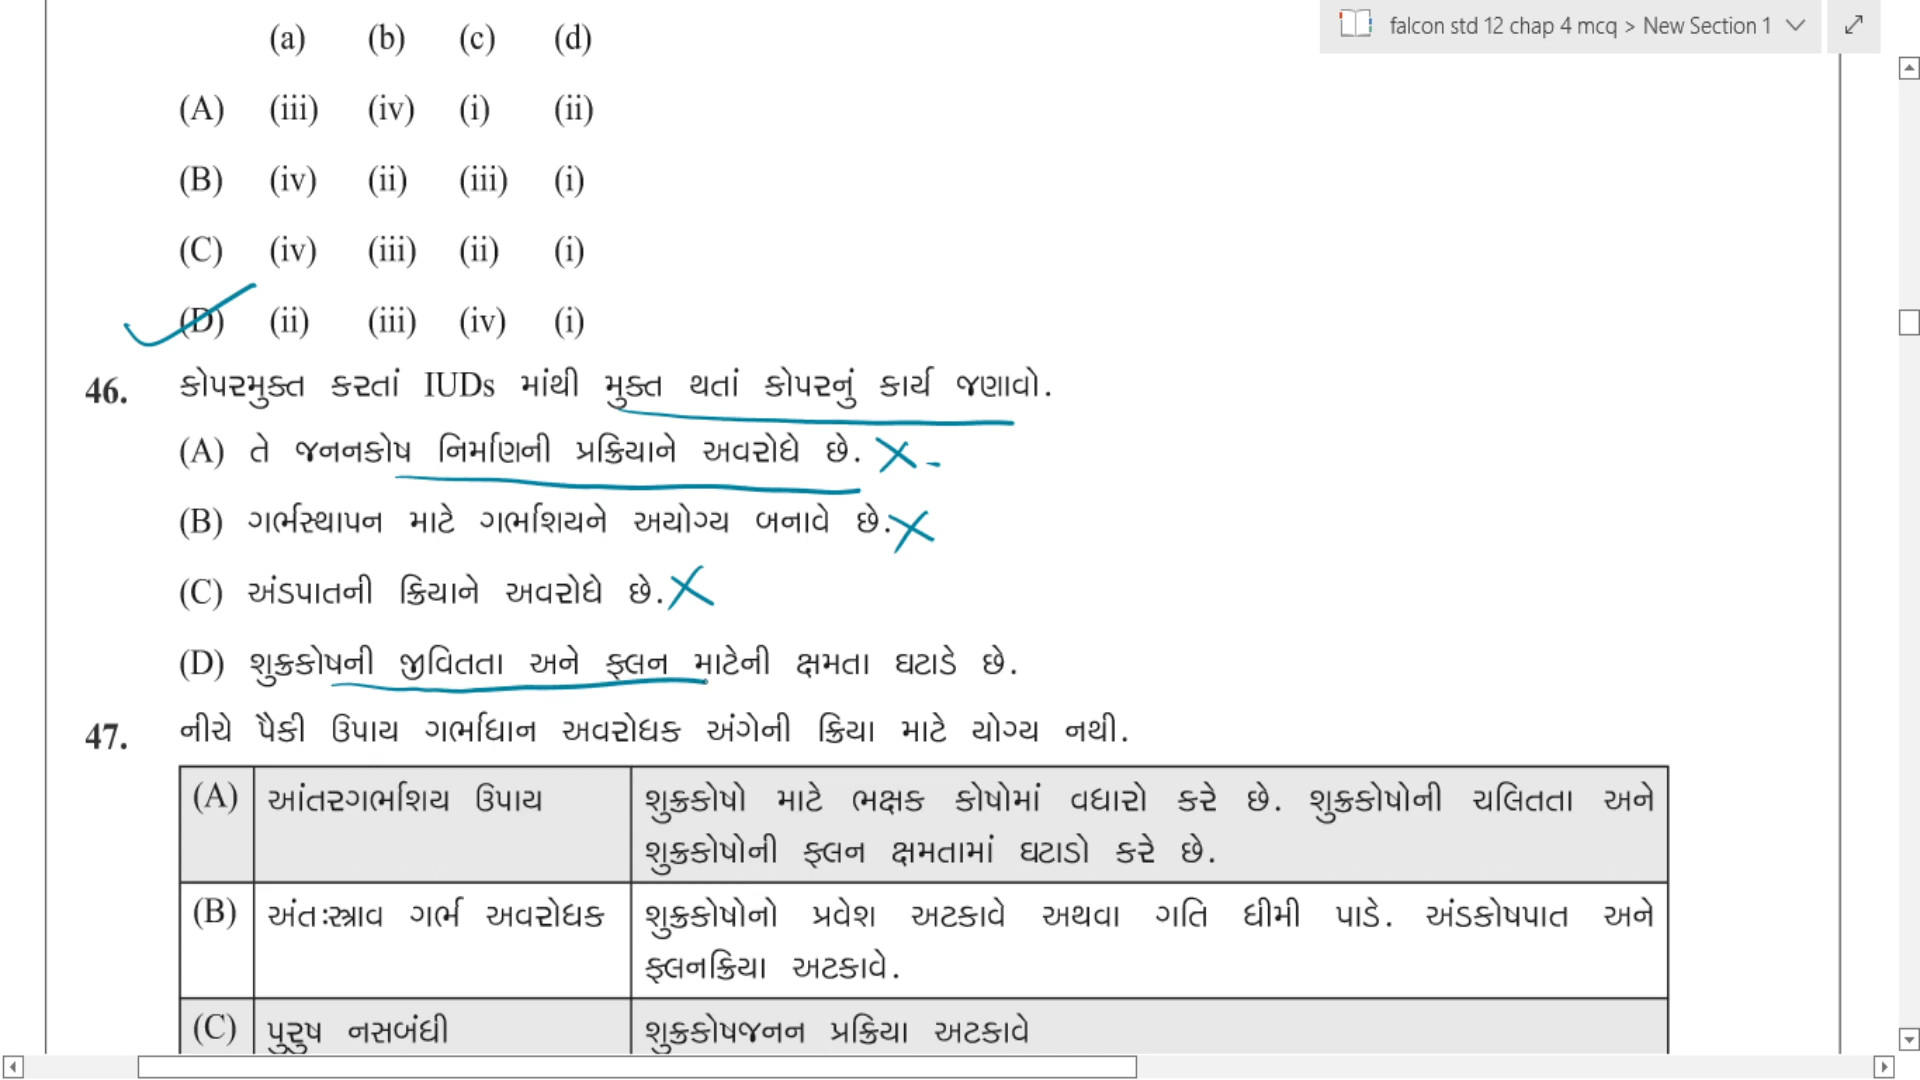 falcon std 12 chap 4 mcq > New Section 1
(a) (b) (c) (d)
(A) (iii) (iv) (i) (ii)
(B) (iv) (ii) (iii) (i)
(C) (iv) (iii) (ii) (i)
(D) (ii) (iii) (iv) (i)
46. કોપરમુક્ત કરતાં IUDs માંથી મુક્ત થતાં કોપરનું કાર્ય જણાવો.
(A) તે જનનકોષ નિર્માણની પ્રક્રિયાને અવરોધે છે.
(B) ગર્ભસ્થાપન માટે ગર્ભાશયને અયોગ્ય બનાવે છે.
(C) અંડપાતની ક્રિયાને અવરોધે છે.
(D) શુક્રકોષની જીવિતતા અને ફલન માટેની ક્ષમતા ઘટાડે છે.
47. નીચે પૈકી ઉપાય ગર્ભાધાન અવરોધક અંગેની ક્રિયા માટે યોગ્ય નથી.
(A) આંતરગર્ભાશય ઉપાય શુક્રકોષો માટે ભક્ષક કોષોમાં વધારો કરે છે. શુક્રકોષોની ચલિતતા અને
શુક્રકોષોની ફલન ક્ષમતામાં ઘટાડો કરે છે.
(B) અંતઃસ્ત્રાવ ગર્ભ અવરોધક શુક્રકોષોનો પ્રવેશ અટકાવે અથવા ગતિ ધીમી પાડે. અંડકોષપાત અને
ફલનક્રિયા અટકાવે.
(C) પુરુષ નસબંધી શુક્રકોષજનન પ્રક્રિયા અટકાવે